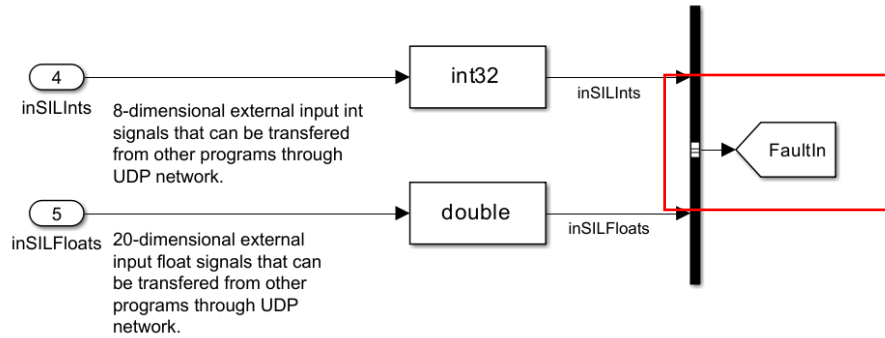 4
int32
inSILInts
inSILInts
8-dimensional external input int
signals that can be transfered
from other programs through
UDP network.
FaultIn
5
double
inSILFloats
inSILFloats
20-dimensional external
input float signals that can
be transfered from other
programs through UDP
network.